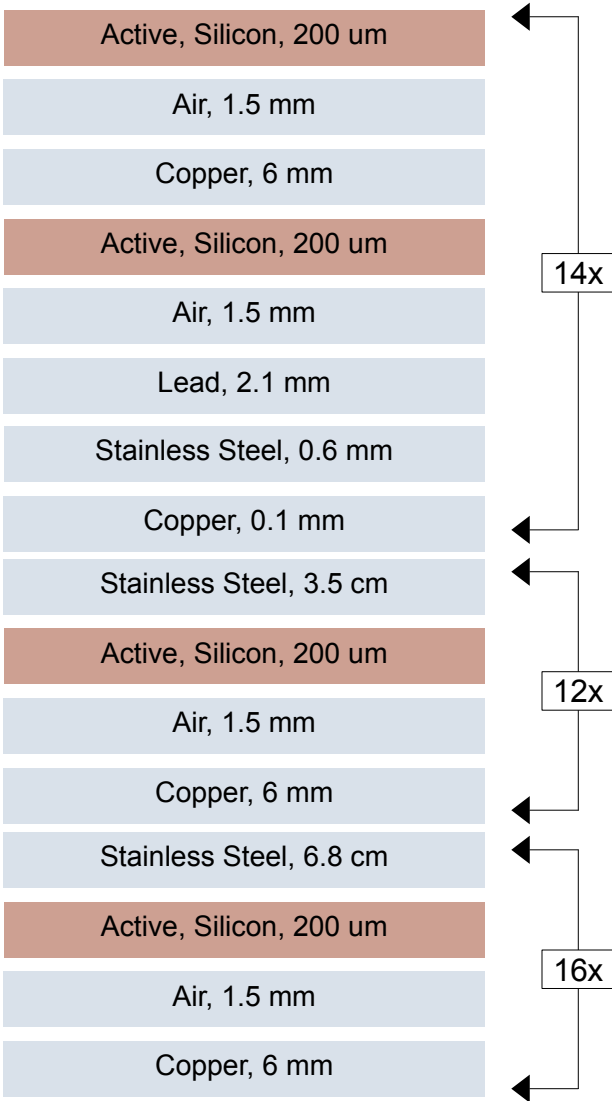 Active, Silicon, 200 um
Air, 1.5 mm
Copper, 6 mm
Active, Silicon, 200 um
14x
Air, 1.5 mm
Lead, 2.1 mm
Stainless Steel, 0.6 mm
Copper, 0.1 mm
Stainless Steel, 3.5 cm
Active, Silicon, 200 um
12x
Air, 1.5 mm
Copper, 6 mm
Stainless Steel, 6.8 cm
Active, Silicon, 200 um
16x
Air, 1.5 mm
Copper, 6 mm